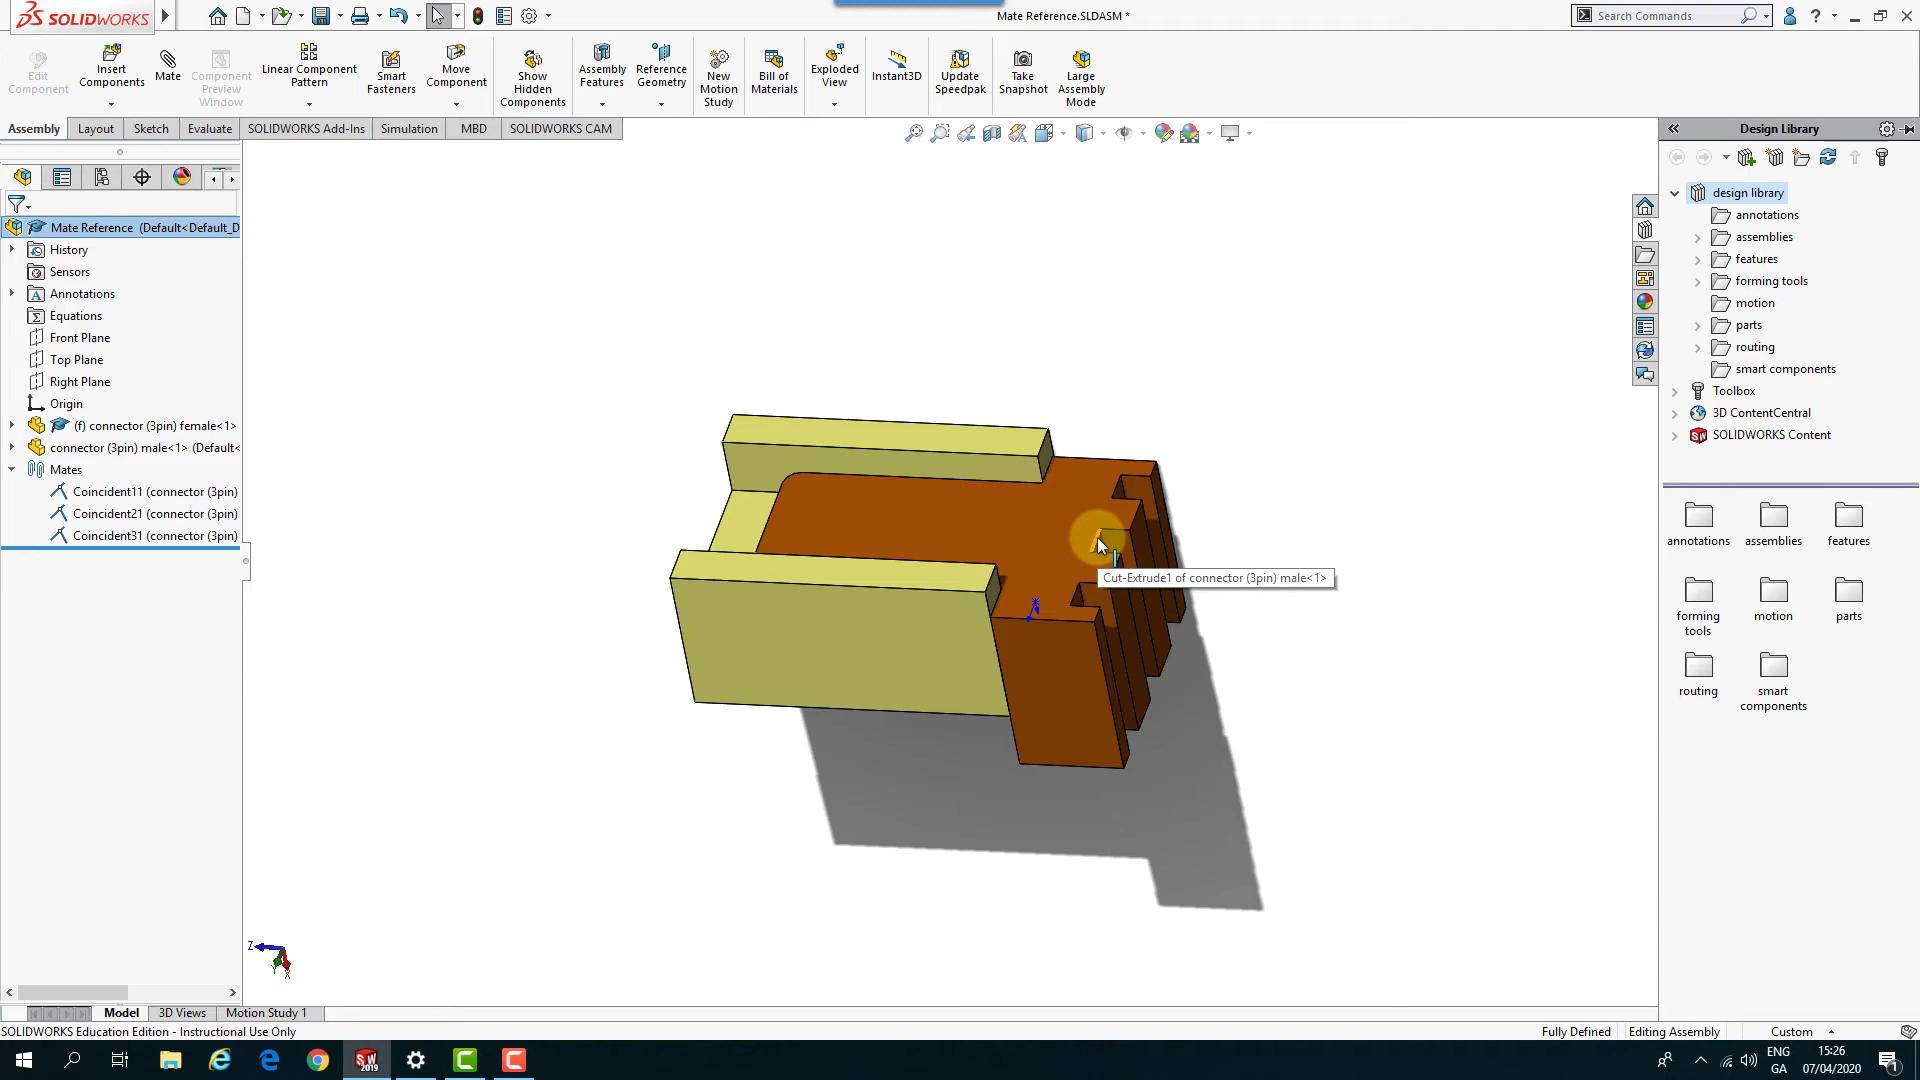 SOLIDWORKS
Mate Reference.SLDASM *
Search Commands
?
Edit
Component
Insert
Components
Mate
Component
Preview
Window
Linear Component
Pattern
Smart
Fasteners
Move
Component
Show
Hidden
Components
Assembly
Features
Reference
Geometry
New
Motion
Study
Bill of
Materials
Exploded
View
Instant3D
Update
Speedpak
Take
Snapshot
Large
Assembly
Mode
Assembly
Layout
Sketch
Evaluate
SOLIDWORKS Add-Ins
Simulation
MBD
SOLIDWORKS CAM
Mate Reference (Default<Default_D
History
Sensors
Annotations
Equations
Front Plane
Top Plane
Right Plane
Origin
(f) connector (3pin) female<1>
connector (3pin) male<1> (Default<
Mates
Coincident11 (connector (3pin)
Coincident21 (connector (3pin)
Coincident31 (connector (3pin)
Cut-Extrude1 of connector (3pin) male<1>
Z
Y
X
Design Library
design library
annotations
assemblies
features
forming tools
motion
parts
routing
smart components
Toolbox
3D ContentCentral
SOLIDWORKS Content
annotations
assemblies
features
forming
tools
motion
parts
routing
smart
components
Model
3D Views
Motion Study 1
SOLIDWORKS Education Edition - Instructional Use Only
Fully Defined
Editing Assembly
Custom
SW
2019
ENG
GA
15:26
07/04/2020
1